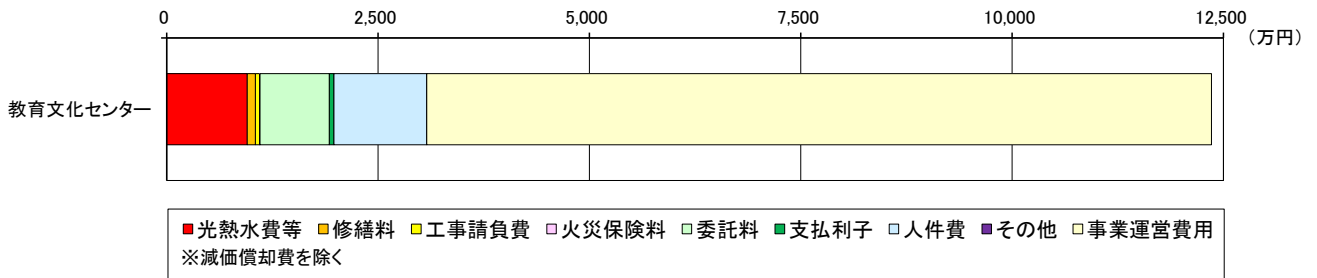 0 2,500 5,000 7,500 10,000 12,500
（万円）
教育文化センター
光熱水費等 修繕料 工事請負費 火災保険料 委託料 支払利子 人件費 その他 事業運営費用
※減価償却費を除く